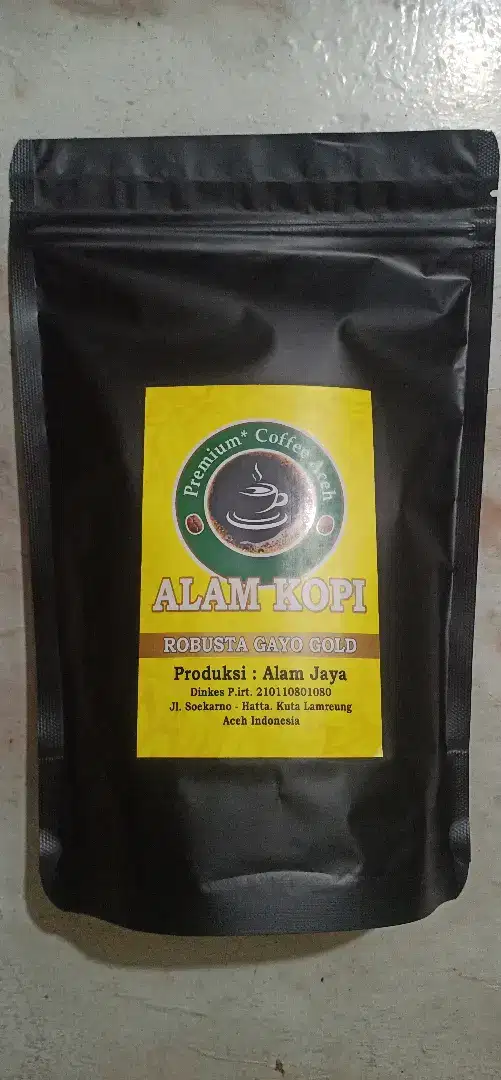 Premium* Coffee Aceh
ALAM KOPI
ROBUSTA GAYO GOLD
Produksi : Alam Jaya
Dinkes P.irt. 210110801080
Jl. Soekarno - Hatta. Kuta Lamreung
Aceh Indonesia